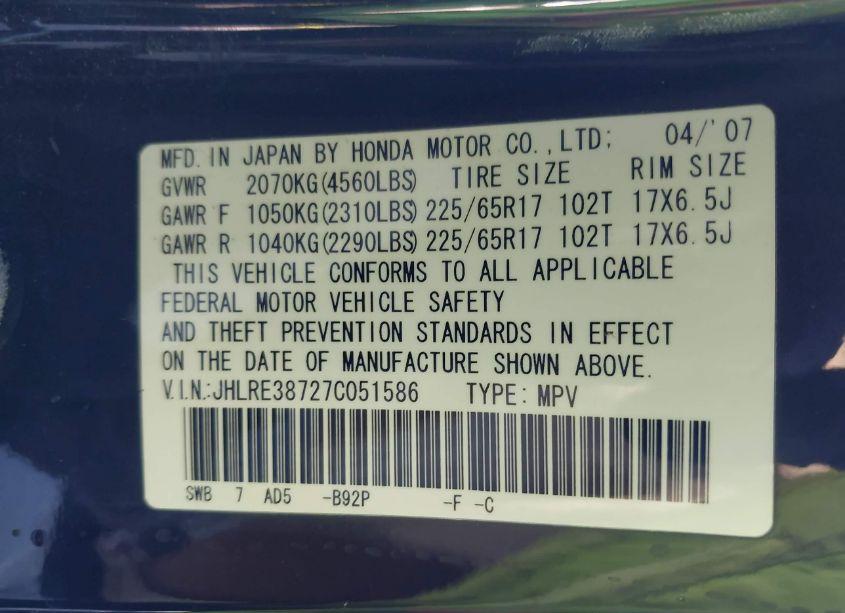 MFD. IN JAPAN BY HONDA MOTOR CO.,LTD; 04/'07
GVWR 2070KG(4560LBS) TIRE SIZE RIM SIZE
GAWR F 1050KG(2310LBS) 225/65R17 102T 17X6.5J
GAWR R 1040KG(2290LBS) 225/65R17 102T 17X6.5J
THIS VEHICLE CONFORMS TO ALL APPLICABLE
FEDERAL MOTOR VEHICLE SAFETY
AND THEFT PREVENTION STANDARDS IN EFFECT
ON THE DATE OF MANUFACTURE SHOWN ABOVE.
V.I.N.:JHLRE38727C051586 TYPE: MPV
SWB 7 AD5 -B92P -F -C